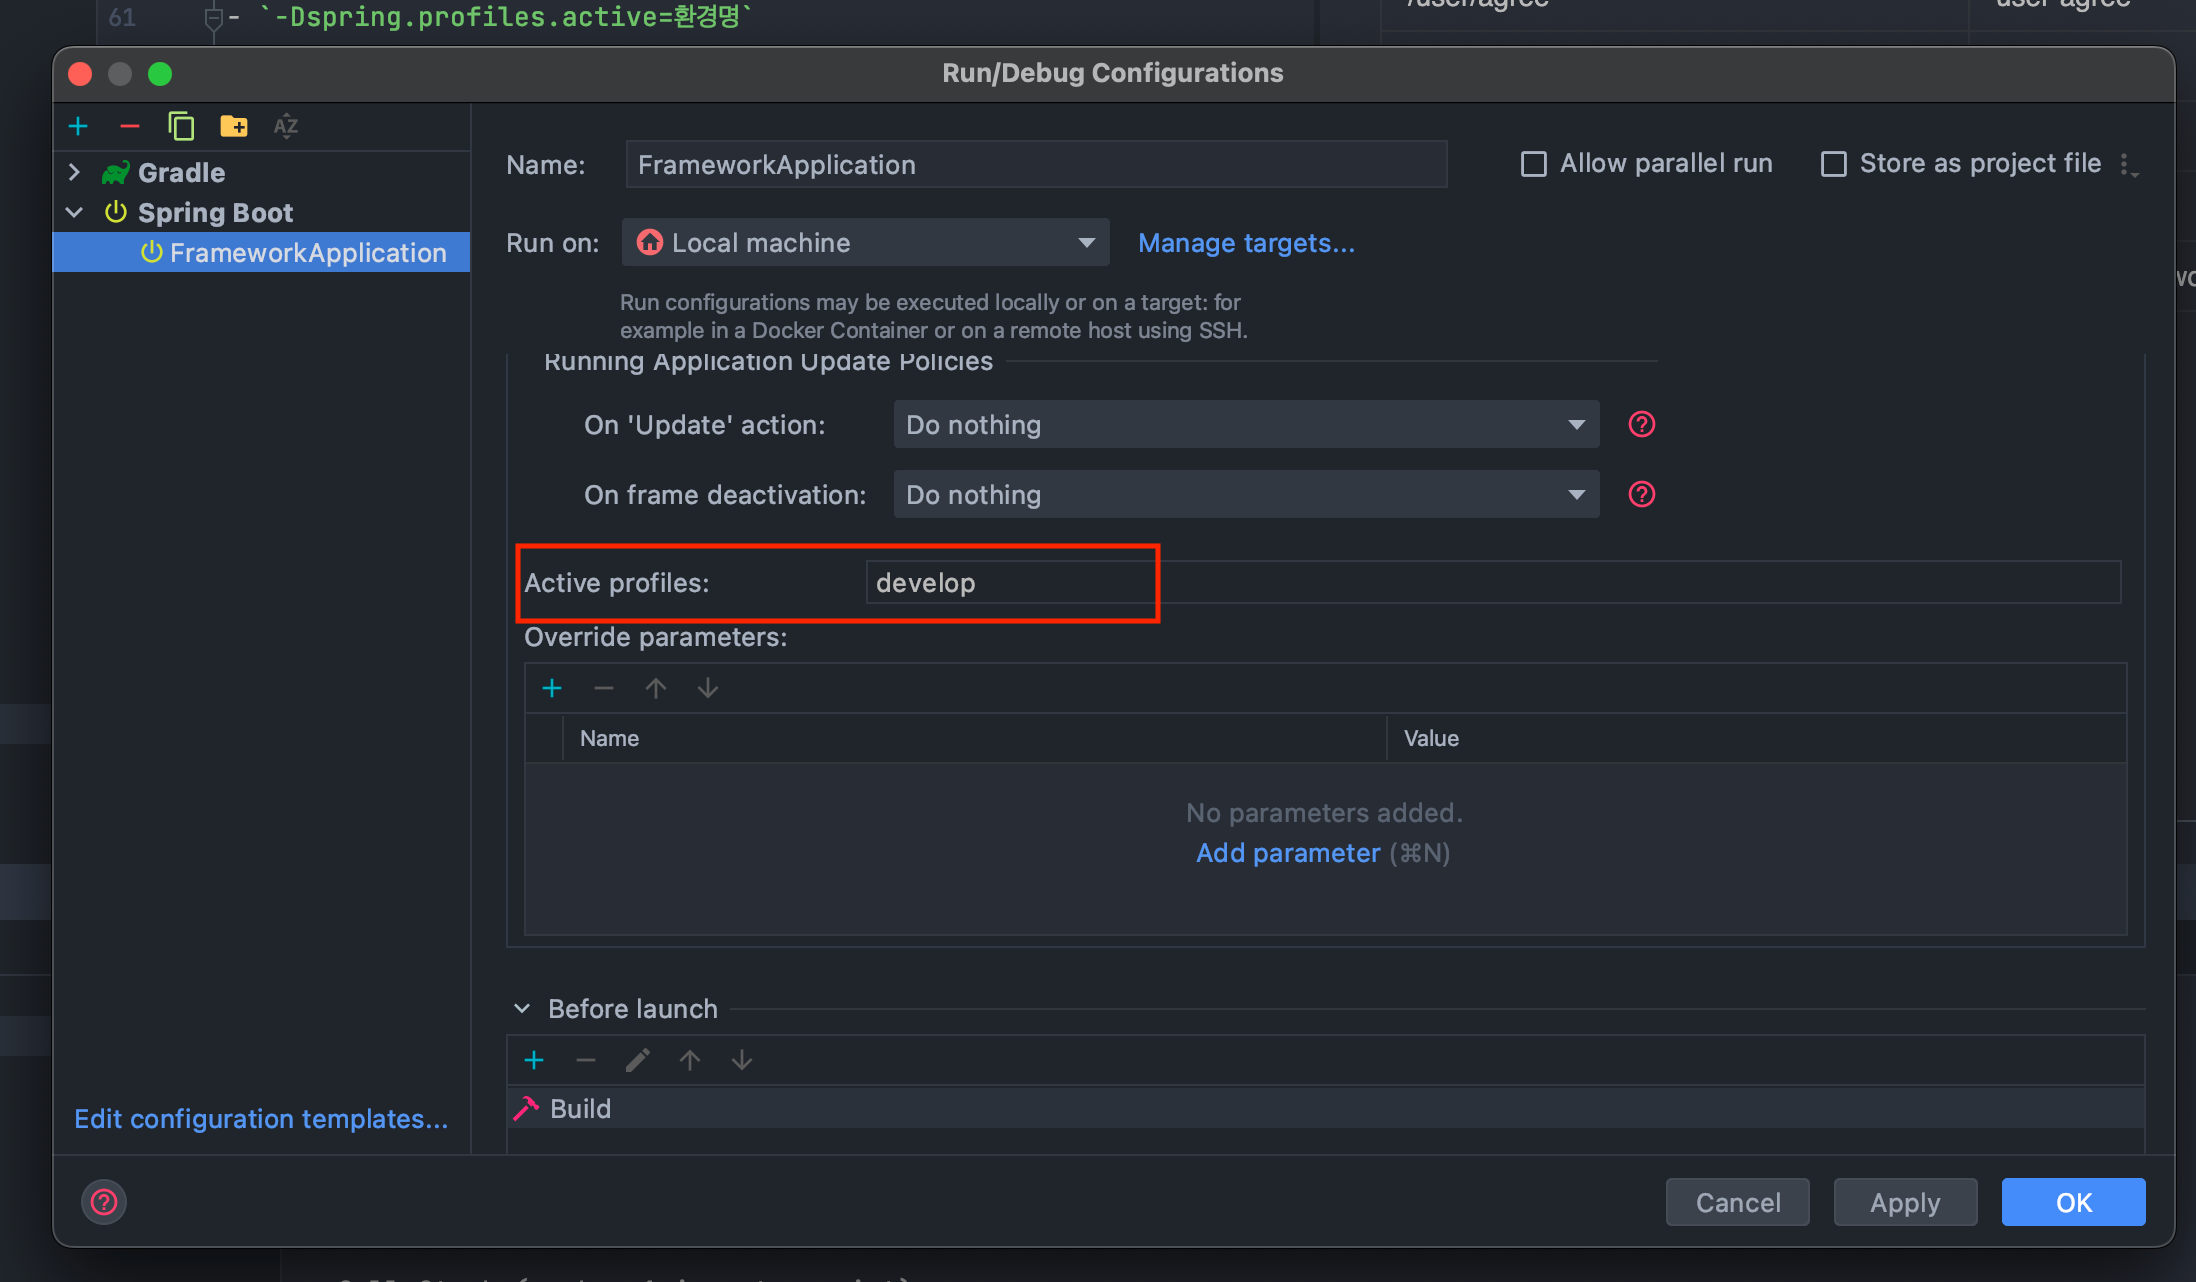 61 - `-Dspring.profiles.active=환경명`
/user/agree
user agree
Run/Debug Configurations
Gradle
Spring Boot
FrameworkApplication
Edit configuration templates...
Name: FrameworkApplication
Allow parallel run
Store as project file
Run on: Local machine
Manage targets...
Run configurations may be executed locally or on a target: for
example in a Docker Container or on a remote host using SSH.
Running Application Update Policies
On 'Update' action: Do nothing
On frame deactivation: Do nothing
Active profiles: develop
Override parameters:
Name Value
No parameters added.
Add parameter (⌘N)
Before launch
Build
Cancel
Apply
OK